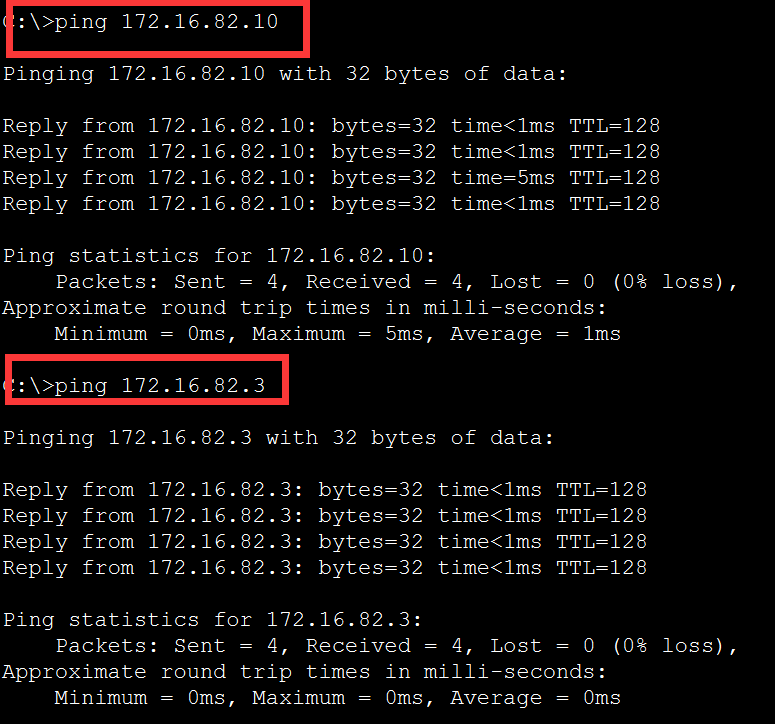 C:\>ping 172.16.82.10
Pinging 172.16.82.10 with 32 bytes of data:
Reply from 172.16.82.10: bytes=32 time<1ms TTL=128
Reply from 172.16.82.10: bytes=32 time<1ms TTL=128
Reply from 172.16.82.10: bytes=32 time=5ms TTL=128
Reply from 172.16.82.10: bytes=32 time<1ms TTL=128
Ping statistics for 172.16.82.10:
    Packets: Sent = 4, Received = 4, Lost = 0 (0% loss),
Approximate round trip times in milli-seconds:
    Minimum = 0ms, Maximum = 5ms, Average = 1ms
C:\>ping 172.16.82.3
Pinging 172.16.82.3 with 32 bytes of data:
Reply from 172.16.82.3: bytes=32 time<1ms TTL=128
Reply from 172.16.82.3: bytes=32 time<1ms TTL=128
Reply from 172.16.82.3: bytes=32 time<1ms TTL=128
Reply from 172.16.82.3: bytes=32 time<1ms TTL=128
Ping statistics for 172.16.82.3:
    Packets: Sent = 4, Received = 4, Lost = 0 (0% loss),
Approximate round trip times in milli-seconds:
    Minimum = 0ms, Maximum = 0ms, Average = 0ms